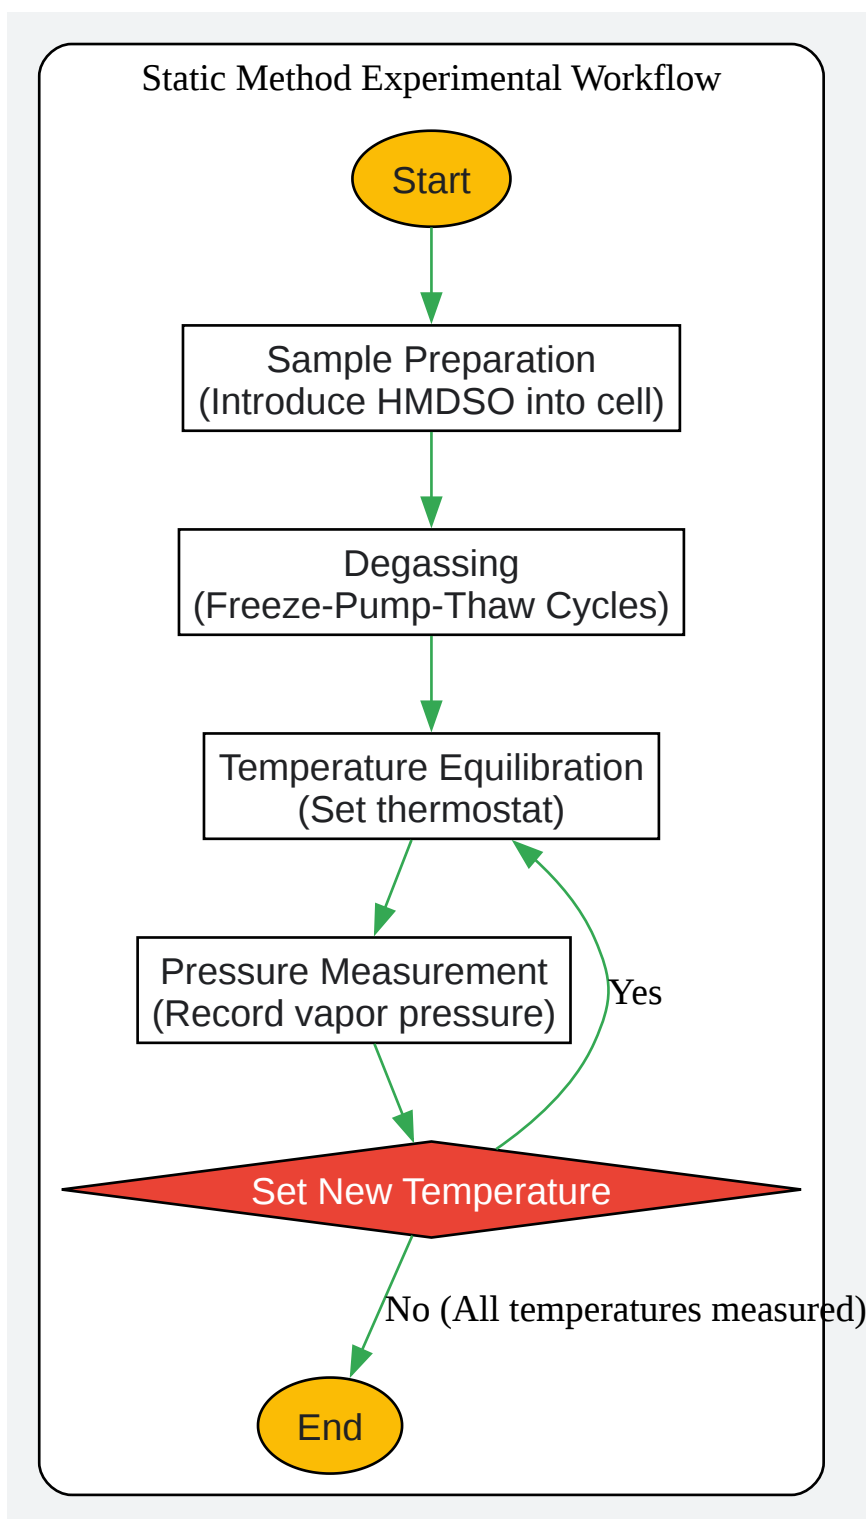 Static Method Experimental Workflow
Start
Sample Preparation
(Introduce HMDSO into cell)
Degassing
(Freeze-Pump-Thaw Cycles)
Temperature Equilibration
(Set thermostat)
Pressure Measurement
(Record vapor pressure)
Yes
Set New Temperature
No (All temperatures measured)
End